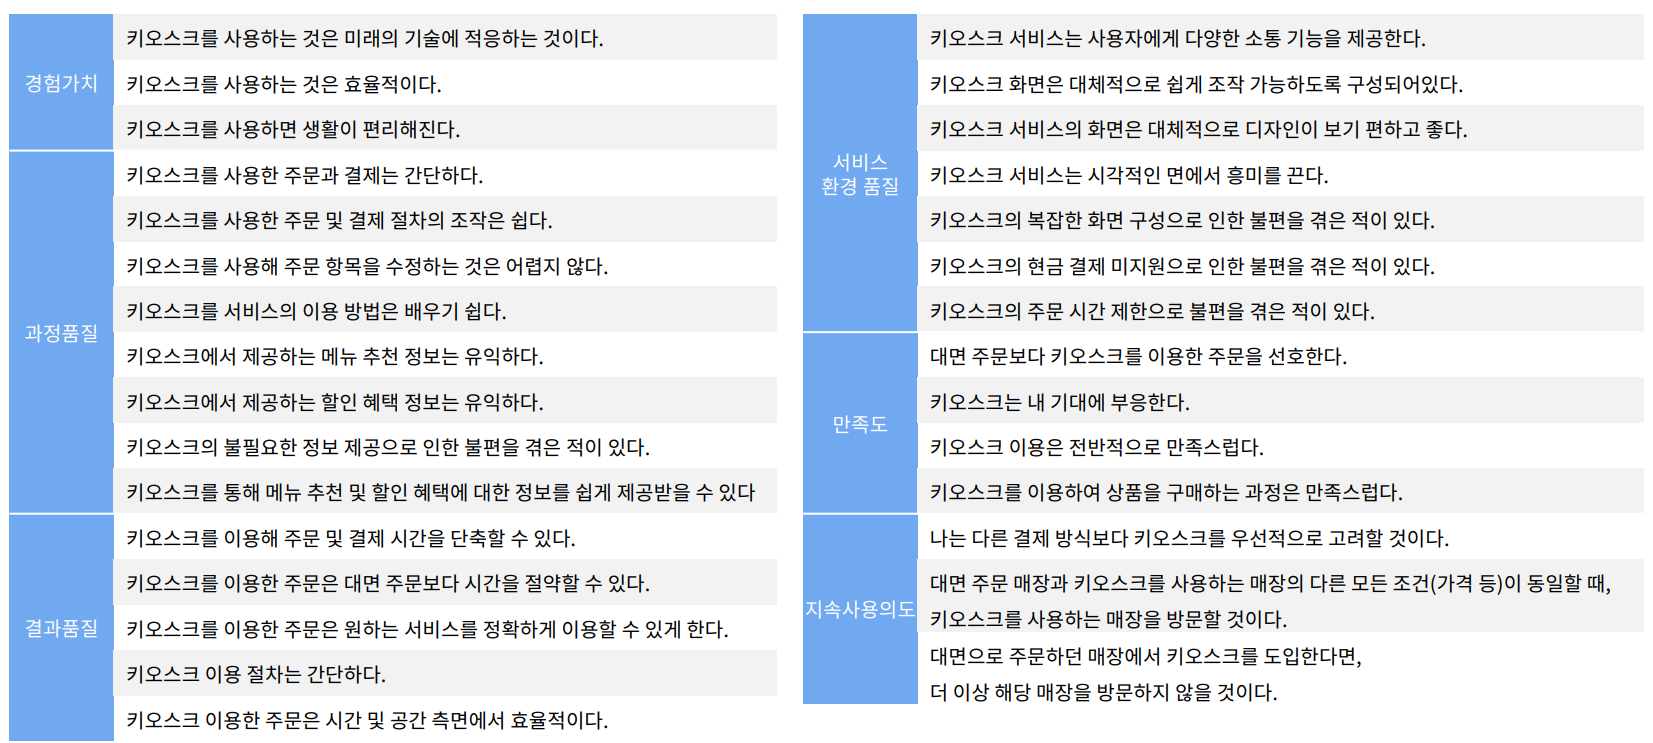 경험가치
키오스크를 사용하는 것은 미래의 기술에 적응하는 것이다.
키오스크를 사용하는 것은 효율적이다.
키오스크를 사용하면 생활이 편리해진다.
과정품질
키오스크를 사용한 주문과 결제는 간단하다.
키오스크를 사용한 주문 및 결제 절차의 조작은 쉽다.
키오스크를 사용해 주문 항목을 수정하는 것은 어렵지 않다.
키오스크를 서비스의 이용 방법은 배우기 쉽다.
키오스크에서 제공하는 메뉴 추천 정보는 유익하다.
키오스크에서 제공하는 할인 혜택 정보는 유익하다.
키오스크의 불필요한 정보 제공으로 인한 불편을 겪은 적이 있다.
키오스크를 통해 메뉴 추천 및 할인 혜택에 대한 정보를 쉽게 제공받을 수 있다
결과품질
키오스크를 이용해 주문 및 결제 시간을 단축할 수 있다.
키오스크를 이용한 주문은 대면 주문보다 시간을 절약할 수 있다.
키오스크를 이용한 주문은 원하는 서비스를 정확하게 이용할 수 있게 한다.
키오스크 이용 절차는 간단하다.
키오스크 이용한 주문은 시간 및 공간 측면에서 효율적이다.
서비스
환경 품질
키오스크 서비스는 사용자에게 다양한 소통 기능을 제공한다.
키오스크 화면은 대체적으로 쉽게 조작 가능하도록 구성되어있다.
키오스크 서비스의 화면은 대체적으로 디자인이 보기 편하고 좋다.
키오스크 서비스는 시각적인 면에서 흥미를 끈다.
키오스크의 복잡한 화면 구성으로 인한 불편을 겪은 적이 있다.
키오스크의 현금 결제 미지원으로 인한 불편을 겪은 적이 있다.
키오스크의 주문 시간 제한으로 불편을 겪은 적이 있다.
만족도
대면 주문보다 키오스크를 이용한 주문을 선호한다.
키오스크는 내 기대에 부응한다.
키오스크 이용은 전반적으로 만족스럽다.
키오스크를 이용하여 상품을 구매하는 과정은 만족스럽다.
지속사용의도
나는 다른 결제 방식보다 키오스크를 우선적으로 고려할 것이다.
대면 주문 매장과 키오스크를 사용하는 매장의 다른 모든 조건(가격 등)이 동일할 때,
키오스크를 사용하는 매장을 방문할 것이다.
대면으로 주문하던 매장에서 키오스크를 도입한다면,
더 이상 해당 매장을 방문하지 않을 것이다.